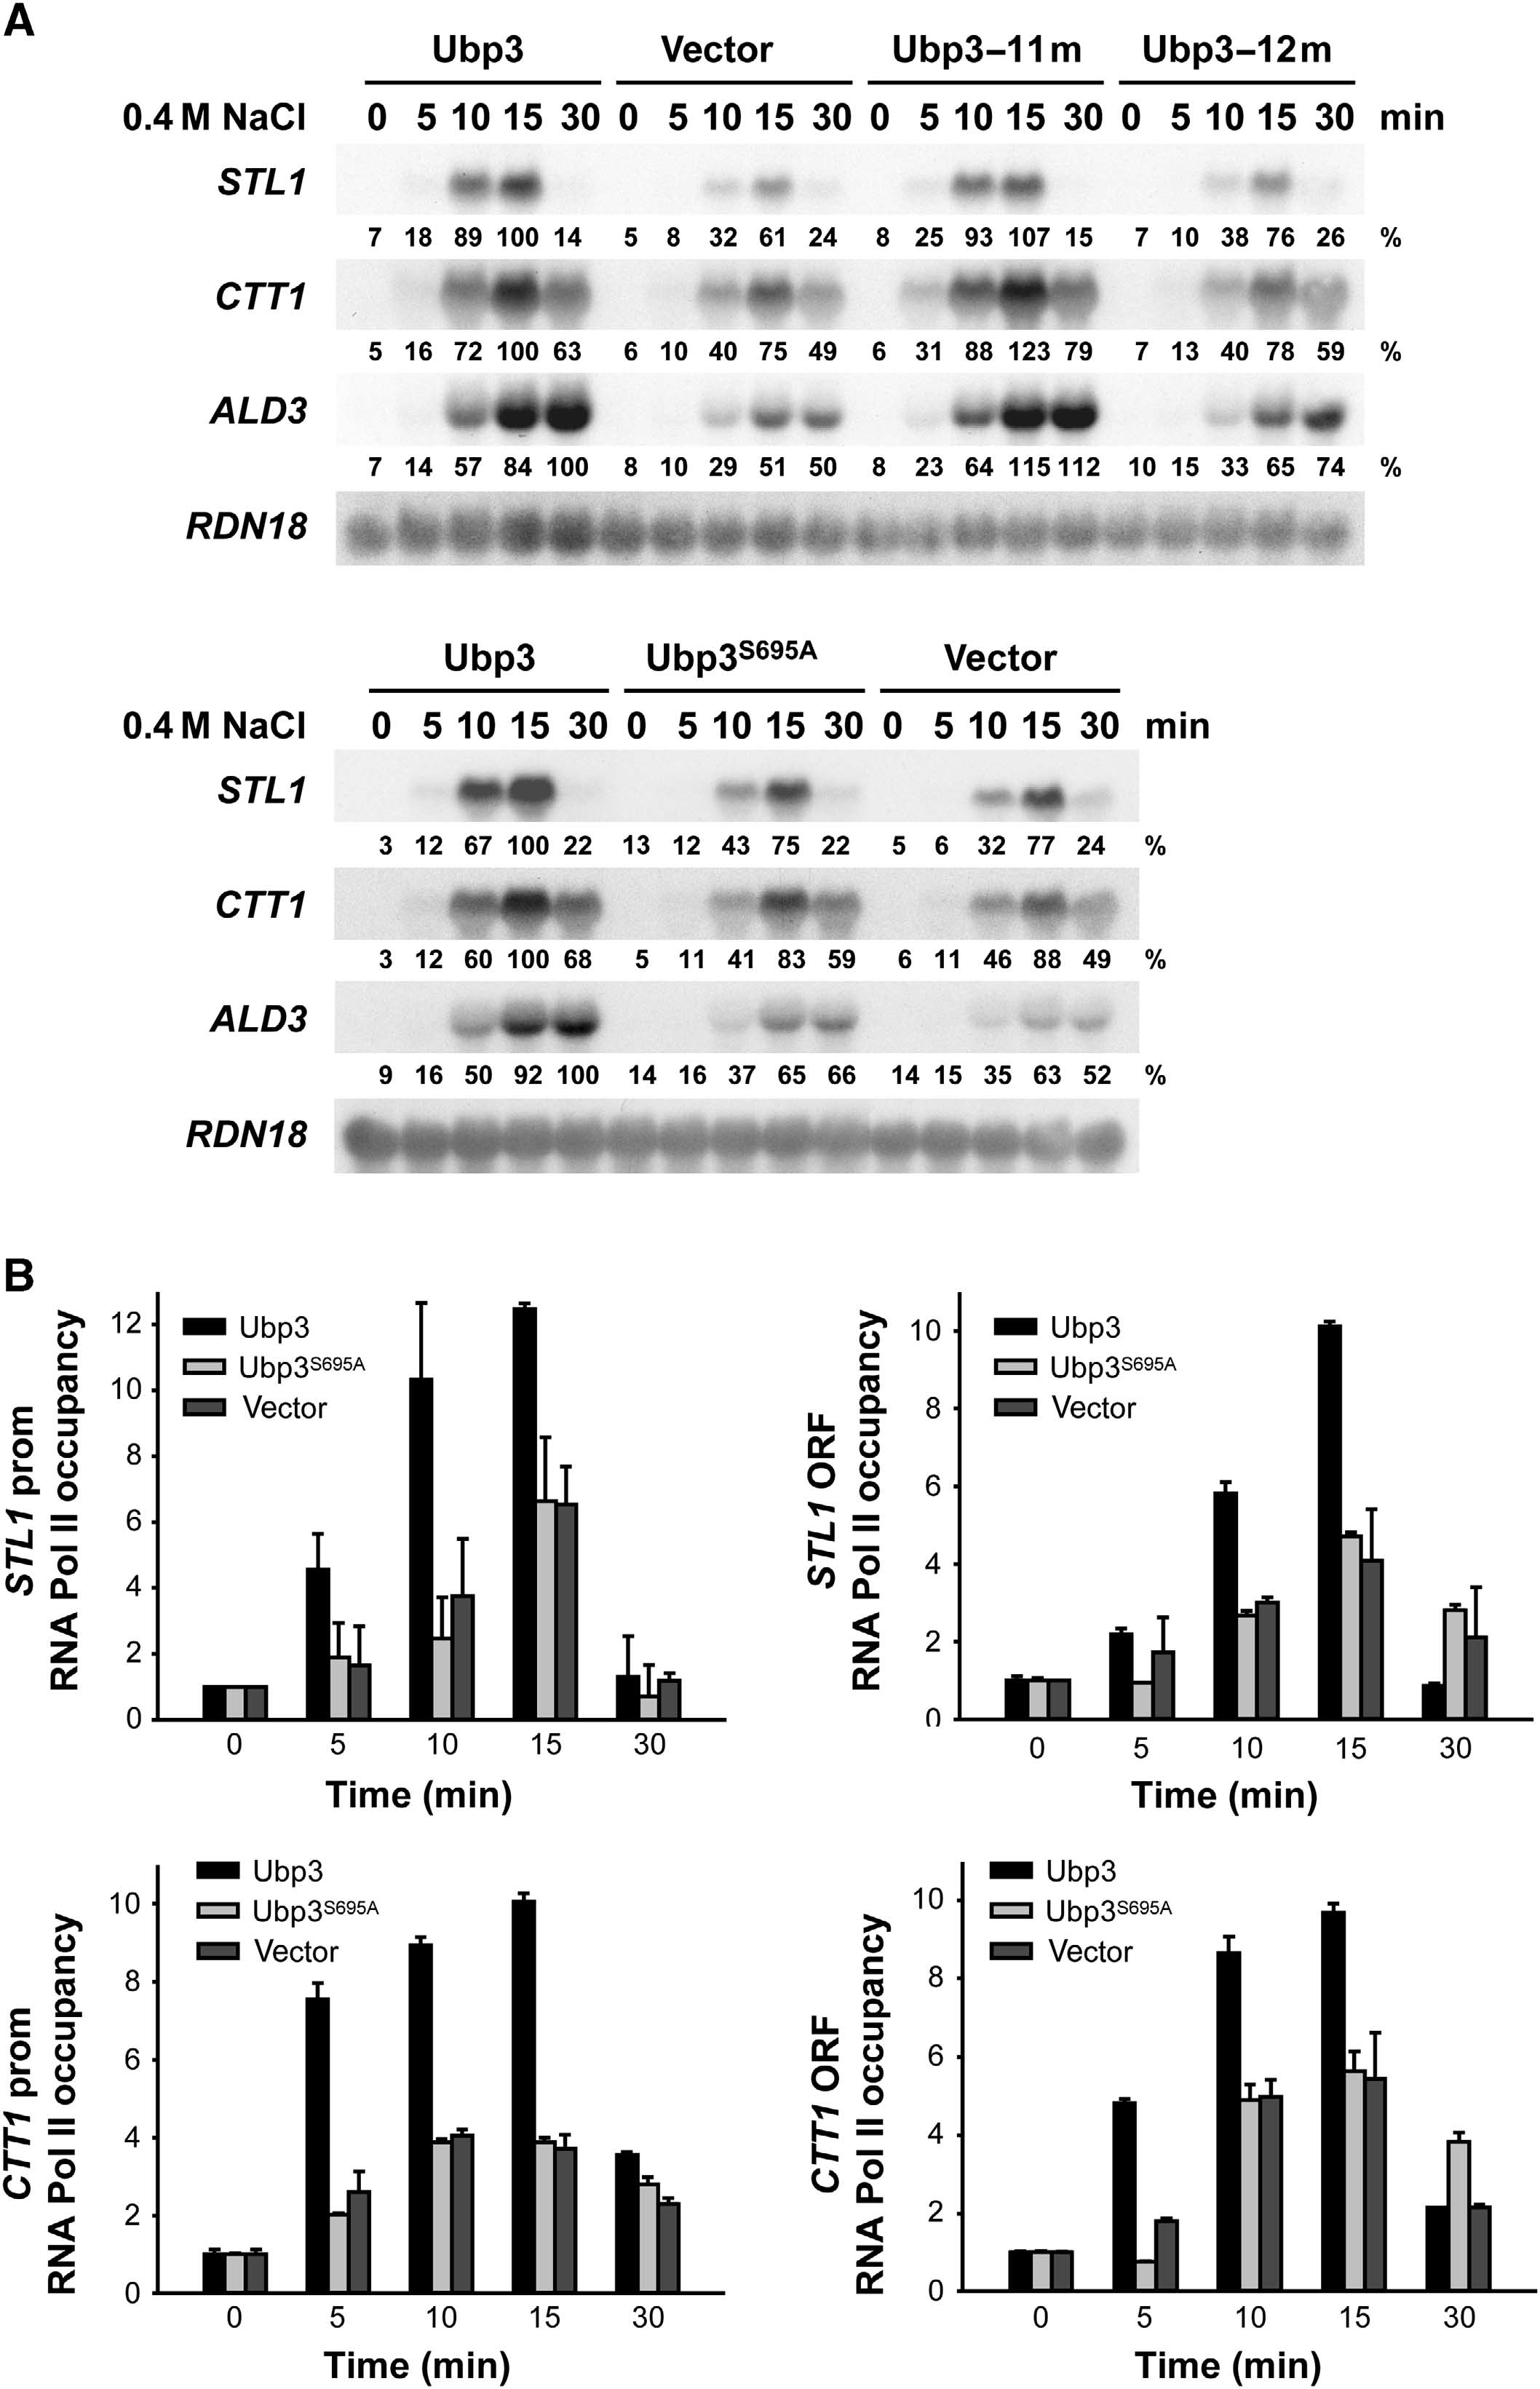 A
Ubp3 Vector Ubp3–11m Ubp3–12m
0.4 M NaCl 0 5 10 15 30 0 5 10 15 30 0 5 10 15 30 0 5 10 15 30 min
STL1
7 18 89 100 14 5 8 32 61 24 8 25 93 107 15 7 10 38 76 26 %
CTT1
5 16 72 100 63 6 10 40 75 49 6 31 88 123 79 7 13 40 78 59 %
ALD3
7 14 57 84 100 8 10 29 51 50 8 23 64 115 112 10 15 33 65 74 %
RDN18
Ubp3 Ubp3S695A Vector
0.4 M NaCl 0 5 10 15 30 0 5 10 15 30 0 5 10 15 30 min
STL1
3 12 67 100 22 13 12 43 75 22 5 6 32 77 24 %
CTT1
3 12 60 100 68 5 11 41 83 59 6 11 46 88 49 %
ALD3
9 16 50 92 100 14 16 37 65 66 14 15 35 63 52 %
RDN18
B
STL1 prom
RNA Pol II occupancy
12
10
8
6
4
2
0
Ubp3
Ubp3S695A
Vector
0 5 10 15 30
Time (min)
STL1 ORF
RNA Pol II occupancy
10
8
6
4
2
0
Ubp3
Ubp3S695A
Vector
0 5 10 15 30
Time (min)
CTT1 prom
RNA Pol II occupancy
10
8
6
4
2
0
Ubp3
Ubp3S695A
Vector
0 5 10 15 30
Time (min)
CTT1 ORF
RNA Pol II occupancy
10
8
6
4
2
0
Ubp3
Ubp3S695A
Vector
0 5 10 15 30
Time (min)